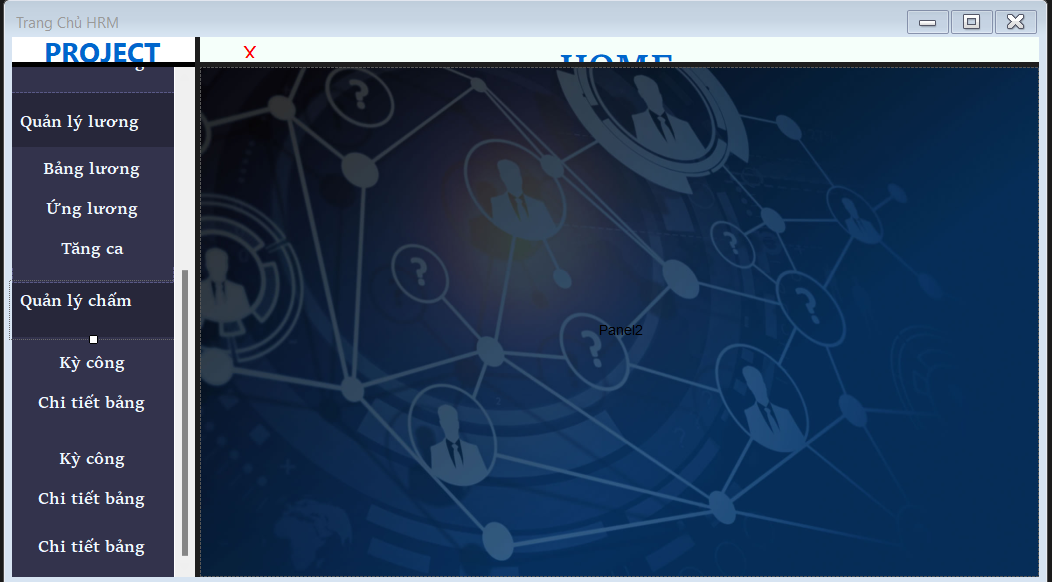 Trang Chủ HRM
PROJECT
X
HOME
Quản lý lương
Bảng lương
Ứng lương
Tăng ca
Quản lý chấm
Kỳ công
Chi tiết bảng
Kỳ công
Chi tiết bảng
Chi tiết bảng
Panel2